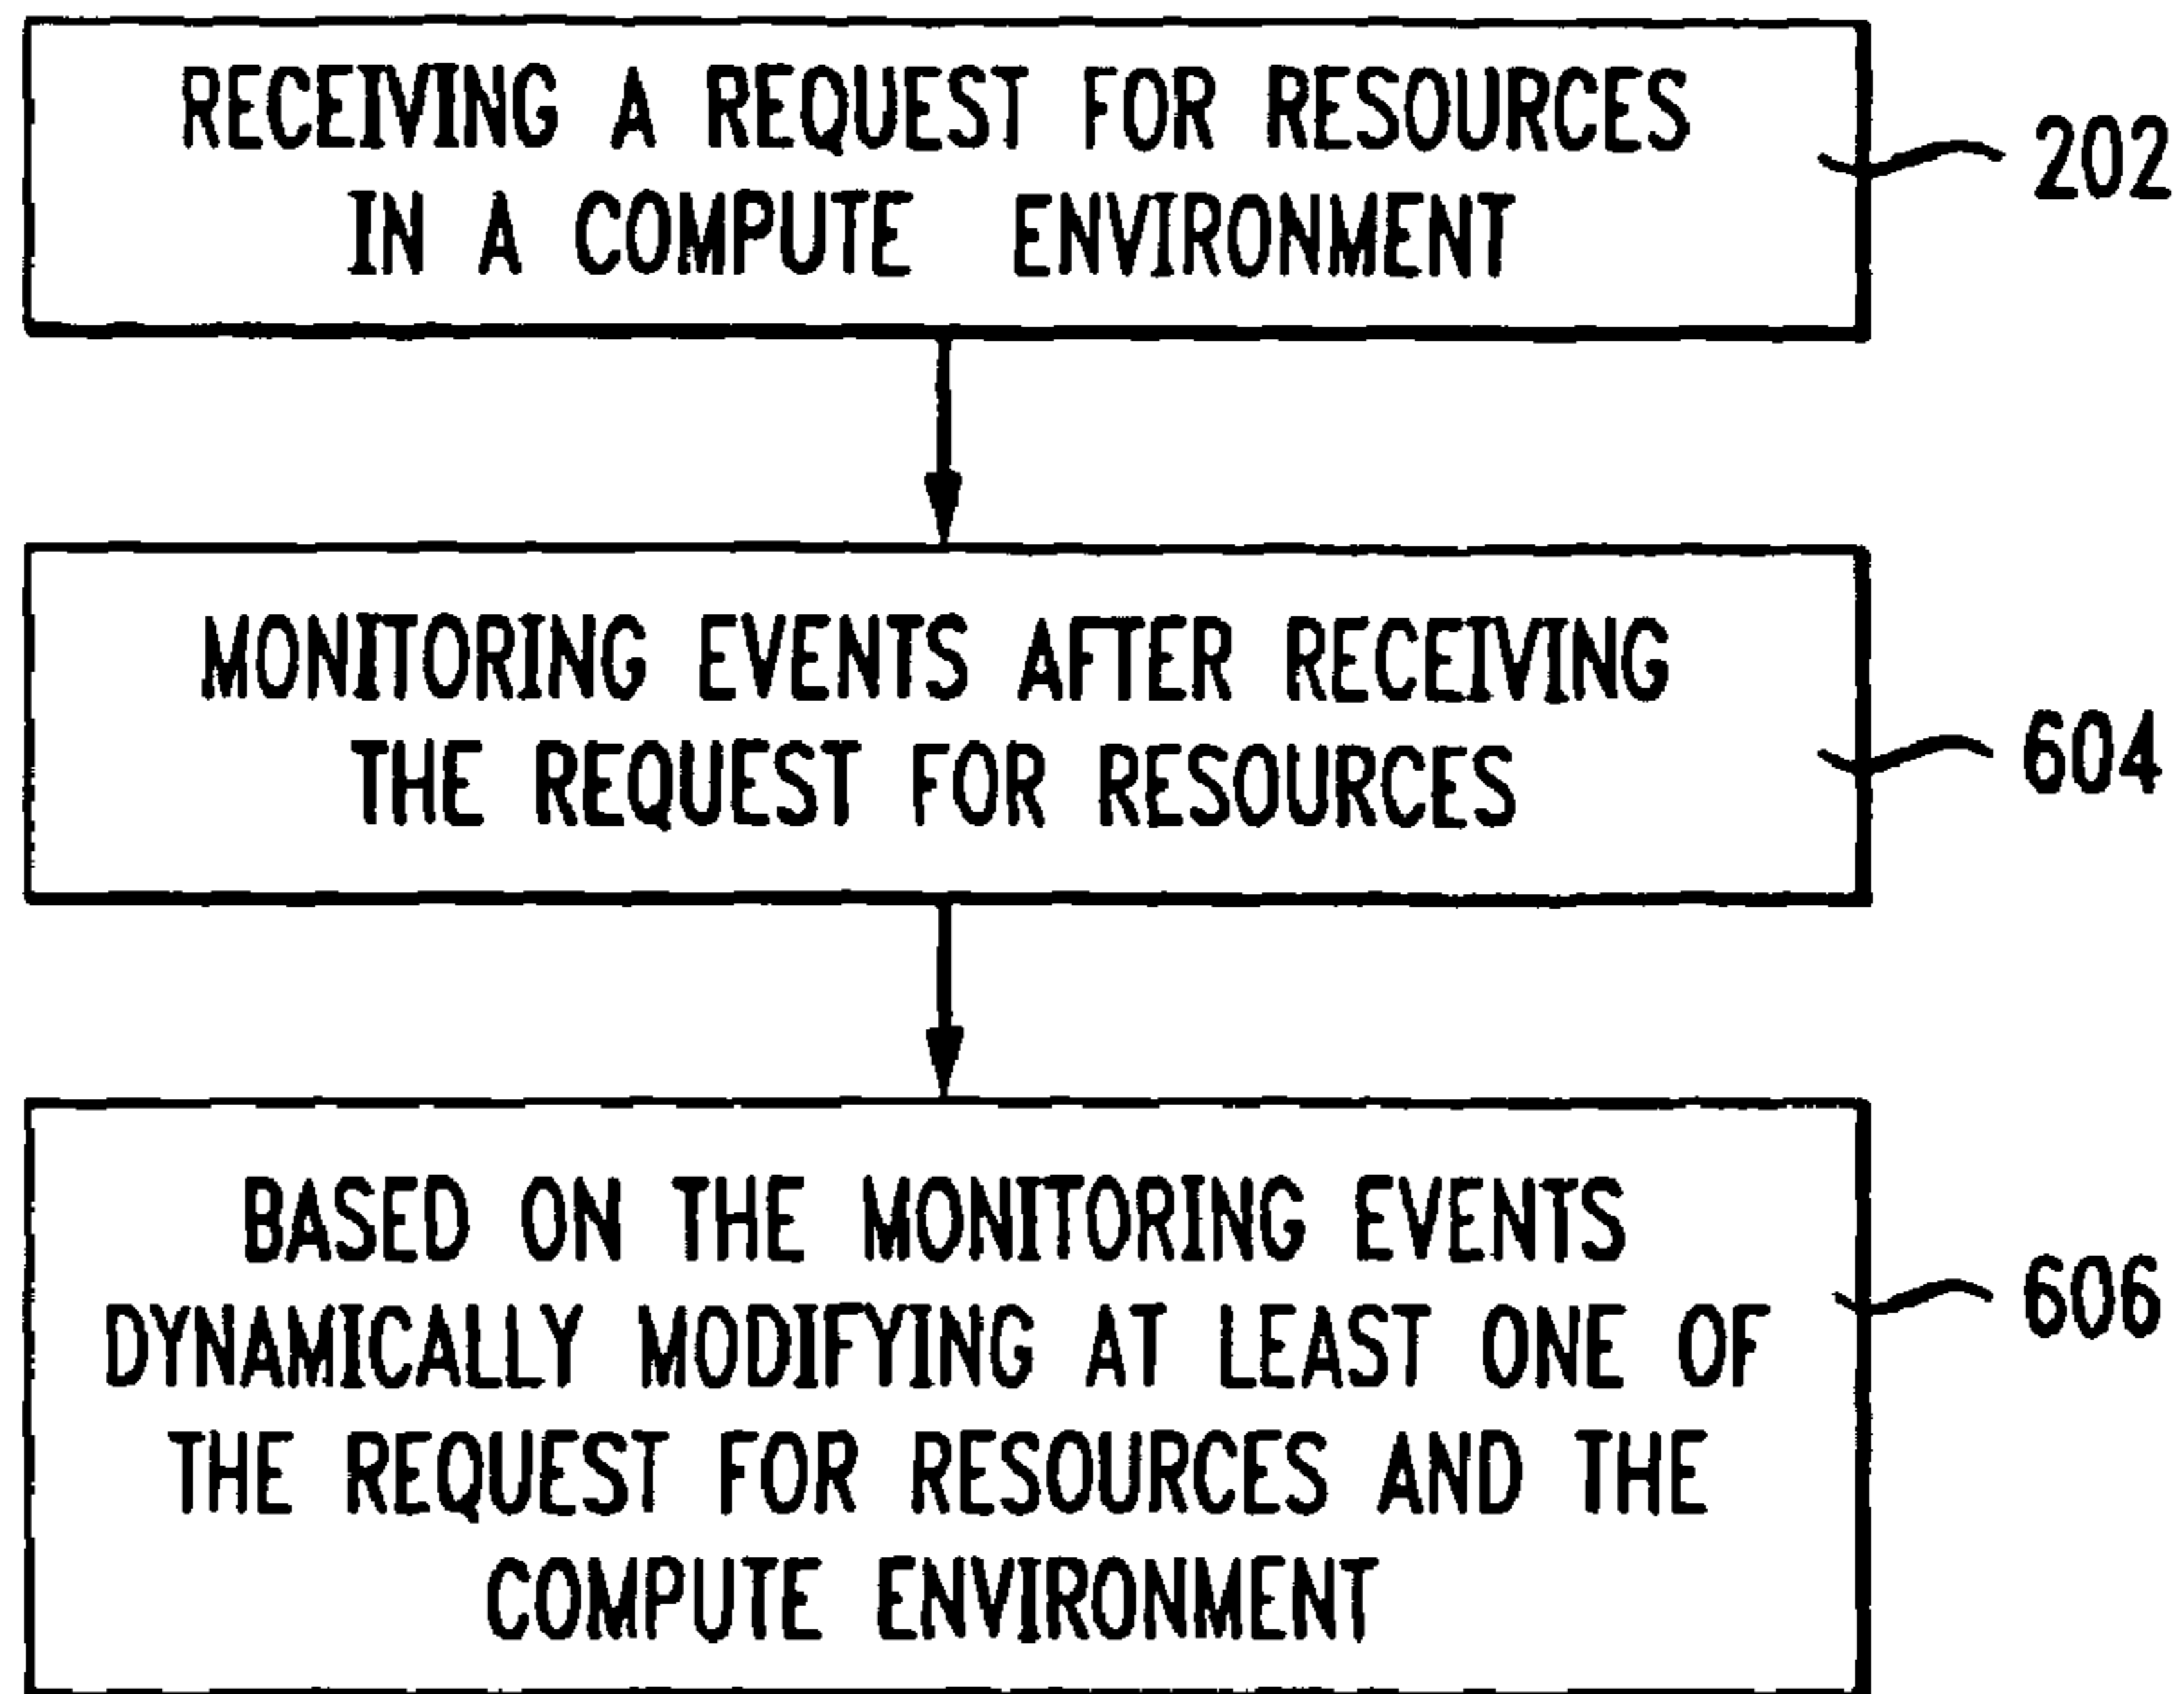 RECEIVING A REQUEST FOR RESOURCES
IN A COMPUTE ENVIRONMENT
202
MONITORING EVENTS AFTER RECEIVING
THE REQUEST FOR RESOURCES
604
BASED ON THE MONITORING EVENTS
DYNAMICALLY MODIFYING AT LEAST ONE OF
THE REQUEST FOR RESOURCES AND THE
COMPUTE ENVIRONMENT
606